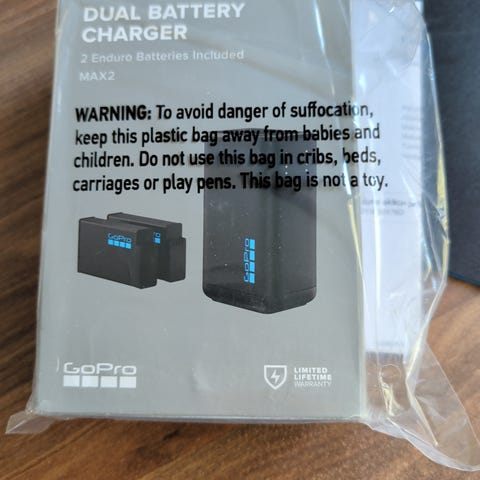 DUAL BATTERY
CHARGER
2 Enduro Batteries Included
MAX2
WARNING: To avoid danger of suffocation,
keep this plastic bag away from babies and
children. Do not use this bag in cribs, beds,
carriages or play pens. This bag is not a toy.
GoPro
GoPro
GoPro
GoPro
LIMITED
LIFETIME
WARRANTY